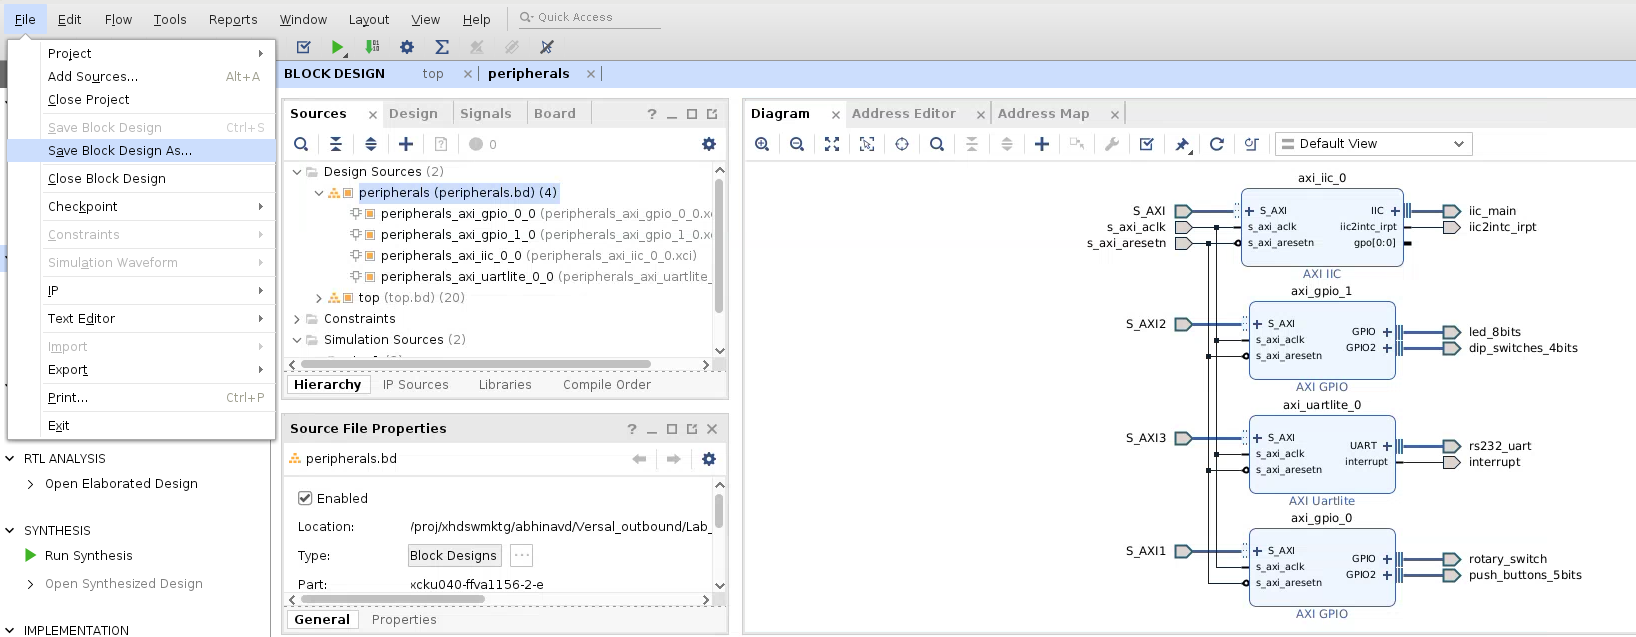 File Edit Flow Tools Reports Window Layout View Help Quick Access
Project
Add Sources... Alt+A
Close Project
Save Block Design Ctrl+S
Save Block Design As...
Close Block Design
Checkpoint
Constraints
Simulation Waveform
IP
Text Editor
Import
Export
Print... Ctrl+P
Exit
RTL ANALYSIS
Open Elaborated Design
SYNTHESIS
Run Synthesis
Open Synthesized Design
IMPLEMENTATION
BLOCK DESIGN top peripherals
Sources Design Signals Board
0
Design Sources (2)
peripherals (peripherals.bd) (4)
peripherals_axi_gpio_0_0 (peripherals_axi_gpio_0_0.x
peripherals_axi_gpio_1_0 (peripherals_axi_gpio_1_0.x
peripherals_axi_iic_0_0 (peripherals_axi_iic_0_0.xci)
peripherals_axi_uartlite_0_0 (peripherals_axi_uartlite_
top (top.bd) (20)
Constraints
Simulation Sources (2)
Hierarchy IP Sources Libraries Compile Order
Source File Properties
peripherals.bd
Enabled
Location: /proj/xhdswmktg/abhinavd/Versal_outbound/Lab_
Type: Block Designs ...
Part: xcku040-ffva1156-2-e
General Properties
Diagram Address Editor Address Map
Default View
axi_iic_0
S_AXI S_AXI IIC iic_main
s_axi_aclk s_axi_aclk iic2intc_irpt iic2intc_irpt
s_axi_aresetn s_axi_aresetn gpo[0:0]
AXI IIC
axi_gpio_1
S_AXI2 S_AXI GPIO led_8bits
s_axi_aclk GPIO2 dip_switches_4bits
s_axi_aresetn
AXI GPIO
axi_uartlite_0
S_AXI3 S_AXI UART rs232_uart
s_axi_aclk interrupt interrupt
s_axi_aresetn
AXI Uartlite
axi_gpio_0
S_AXI1 S_AXI GPIO rotary_switch
s_axi_aclk GPIO2 push_buttons_5bits
s_axi_aresetn
AXI GPIO